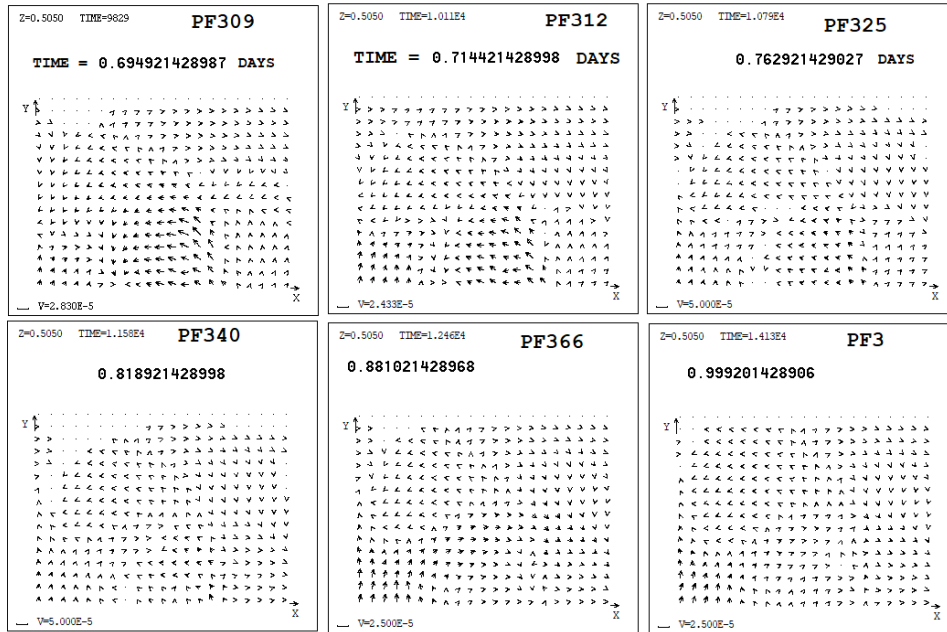 Z=0.5050 TIME=9829 PF309
TIME = 0.694921428987 DAYS
Y
X
V=2.830E-5
Z=0.5050 TIME=1.011E4 PF312
TIME = 0.714421428998 DAYS
Y
X
V=2.433E-5
Z=0.5050 TIME=1.079E4 PF325
0.762921429027 DAYS
Y
X
V=5.000E-5
Z=0.5050 TIME=1.158E4 PF340
0.818921428998
Y
X
V=5.000E-5
Z=0.5050 TIME=1.246E4 PF366
0.881021428968
Y
X
V=2.500E-5
Z=0.5050 TIME=1.413E4 PF3
0.999201428906
Y
X
V=2.500E-5